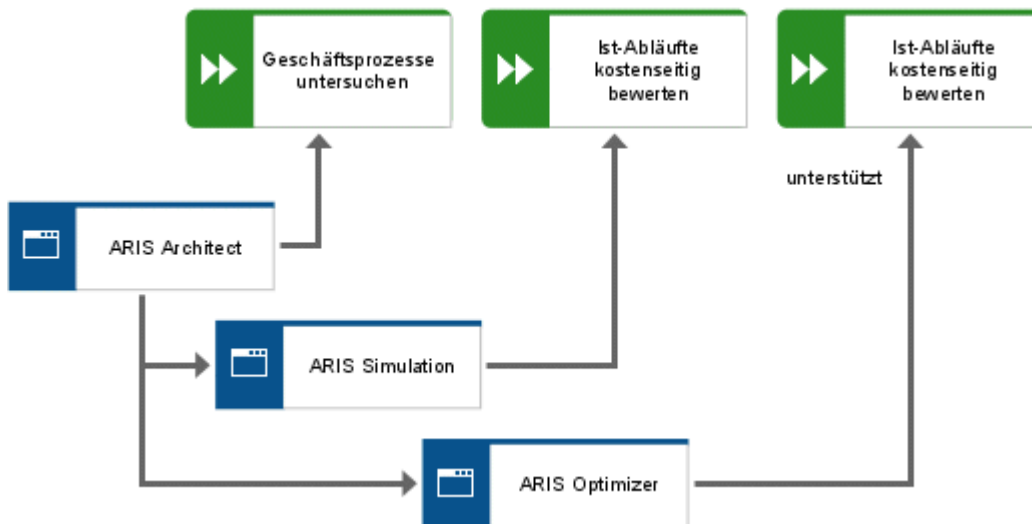 Geschäftsprozesse
untersuchen
Ist-Abläufte
kostenseitig
bewerten
Ist-Abläufte
kostenseitig
bewerten
unterstützt
ARIS Architect
ARIS Simulation
ARIS Optimizer